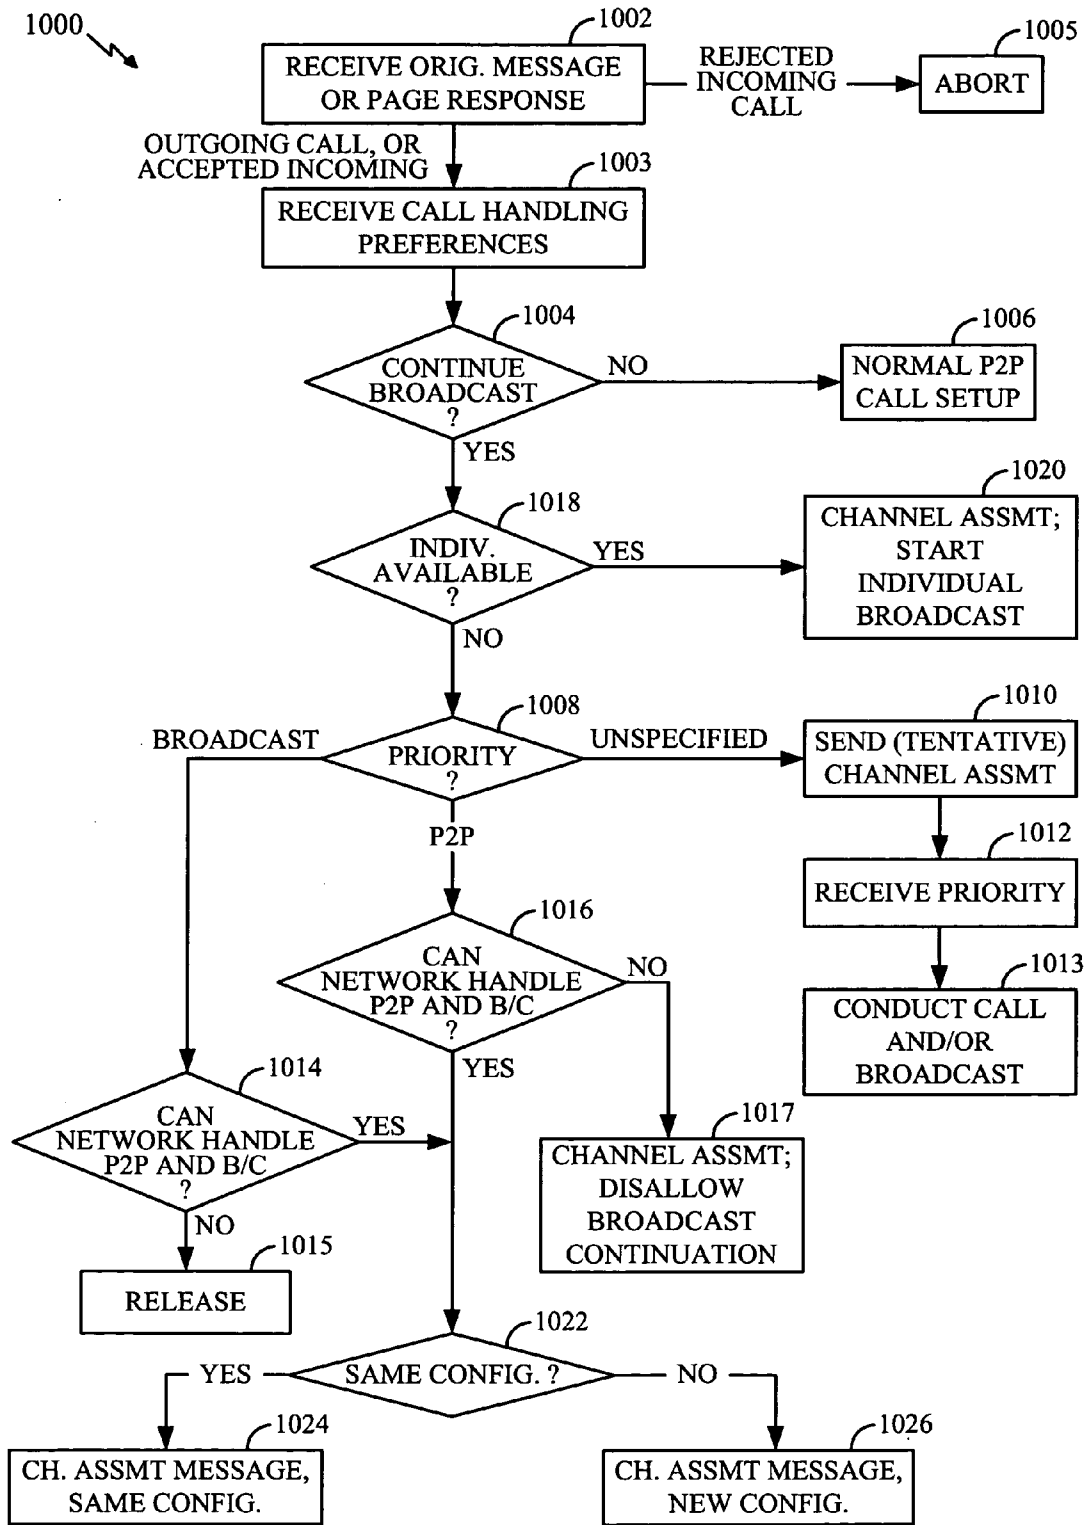 1000
1002
RECEIVE ORIG. MESSAGE
OR PAGE RESPONSE
REJECTED
INCOMING
CALL
1005
ABORT
OUTGOING CALL, OR
ACCEPTED INCOMING
1003
RECEIVE CALL HANDLING
PREFERENCES
1004
CONTINUE
BROADCAST
?
NO
1006
NORMAL P2P
CALL SETUP
YES
1018
INDIV.
AVAILABLE
?
YES
1020
CHANNEL ASSMT;
START
INDIVIDUAL
BROADCAST
NO
1008
PRIORITY
?
BROADCAST
UNSPECIFIED
1010
SEND (TENTATIVE)
CHANNEL ASSMT
P2P
1012
RECEIVE PRIORITY
1016
CAN
NETWORK HANDLE
P2P AND B/C
?
NO
1013
CONDUCT CALL
AND/OR
BROADCAST
YES
1014
CAN
NETWORK HANDLE
P2P AND B/C
?
YES
1017
CHANNEL ASSMT;
DISALLOW
BROADCAST
CONTINUATION
NO
1015
RELEASE
1022
SAME CONFIG. ?
YES
NO
1024
CH. ASSMT MESSAGE,
SAME CONFIG.
1026
CH. ASSMT MESSAGE,
NEW CONFIG.